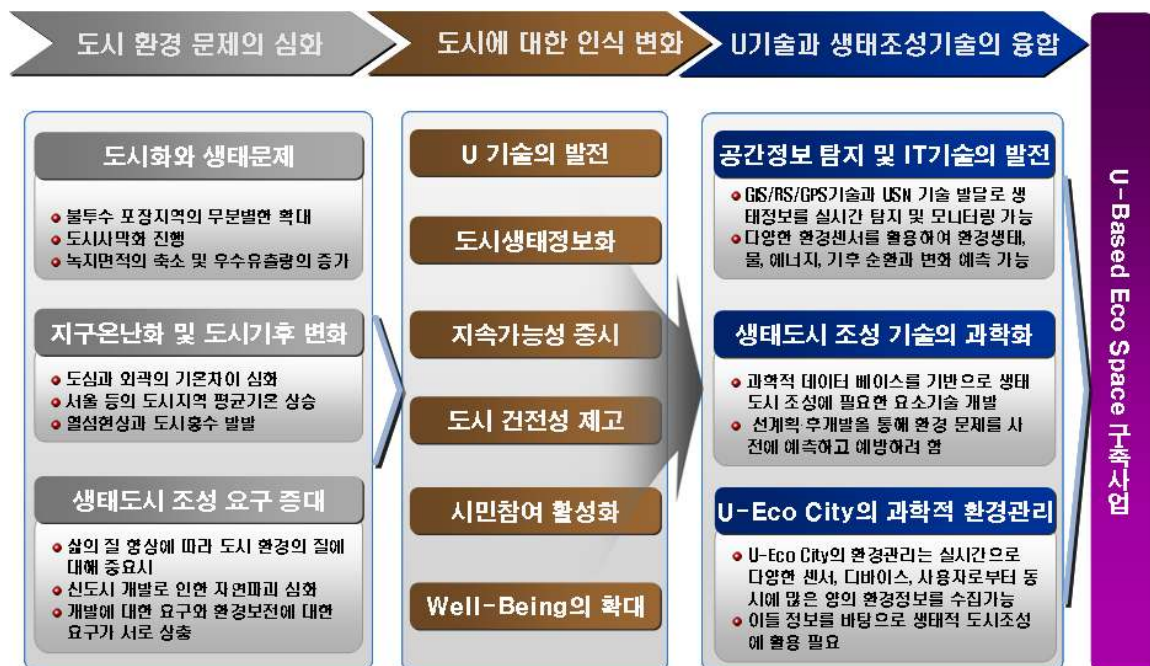 도시 환경 문제의 심화
도시에 대한 인식 변화
U기술과 생태조성기술의 융합
도시화와 생태문제
불투수 포장지역의 무분별한 확대
도시사막화 진행
녹지면적의 축소 및 우수유출량의 증가
지구온난화 및 도시기후 변화
도심과 외곽의 기온차이 심화
서울 등의 도시지역 평균기온 상승
열섬현상과 도시홍수 발발
생태도시 조성 요구 증대
삶의 질 향상에 따라 도시 환경의 질에
대해 중요시
신도시 개발로 인한 자연파괴 심화
개발에 대한 요구와 환경보전에 대한
요구가 서로 상충
U 기술의 발전
도시생태정보화
지속가능성 중시
도시 건전성 제고
시민참여 활성화
Well-Being의 확대
공간정보 탐지 및 IT기술의 발전
GIS/RS/GPS기술과 USN 기술 발달로 생
태정보를 실시간 탐지 및 모니터링 가능
다양한 환경센서를 활용하여 환경생태,
물, 에너지, 기후 순환과 변화 예측 가능
생태도시 조성 기술의 과학화
과학적 데이터 베이스를 기반으로 생태
도시 조성에 필요한 요소기술 개발
선계획·후개발을 통해 환경 문제를 사
전에 예측하고 예방하려 함
U-Eco City의 과학적 환경관리
U-Eco City의 환경관리는 실시간으로
다양한 센서, 디바이스, 사용자로부터 동
시에 많은 양의 환경정보를 수집가능
이들 정보를 바탕으로 생태적 도시조성
에 활용 필요
U-Based Eco Space 구축사업